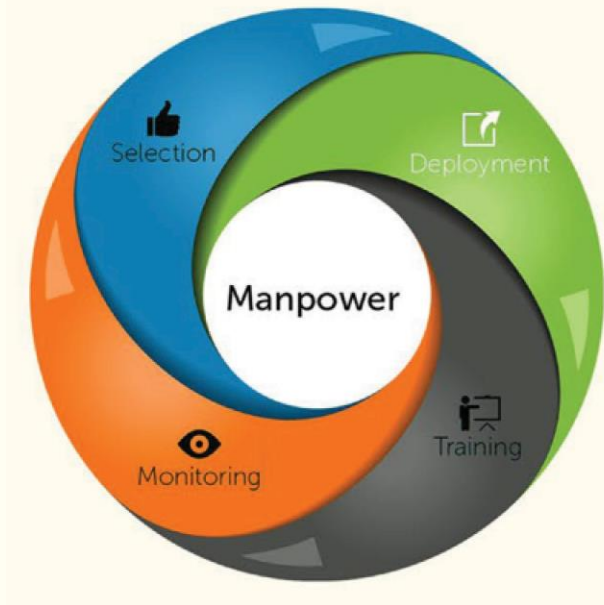 Selection
Deployment
Manpower
Training
Monitoring